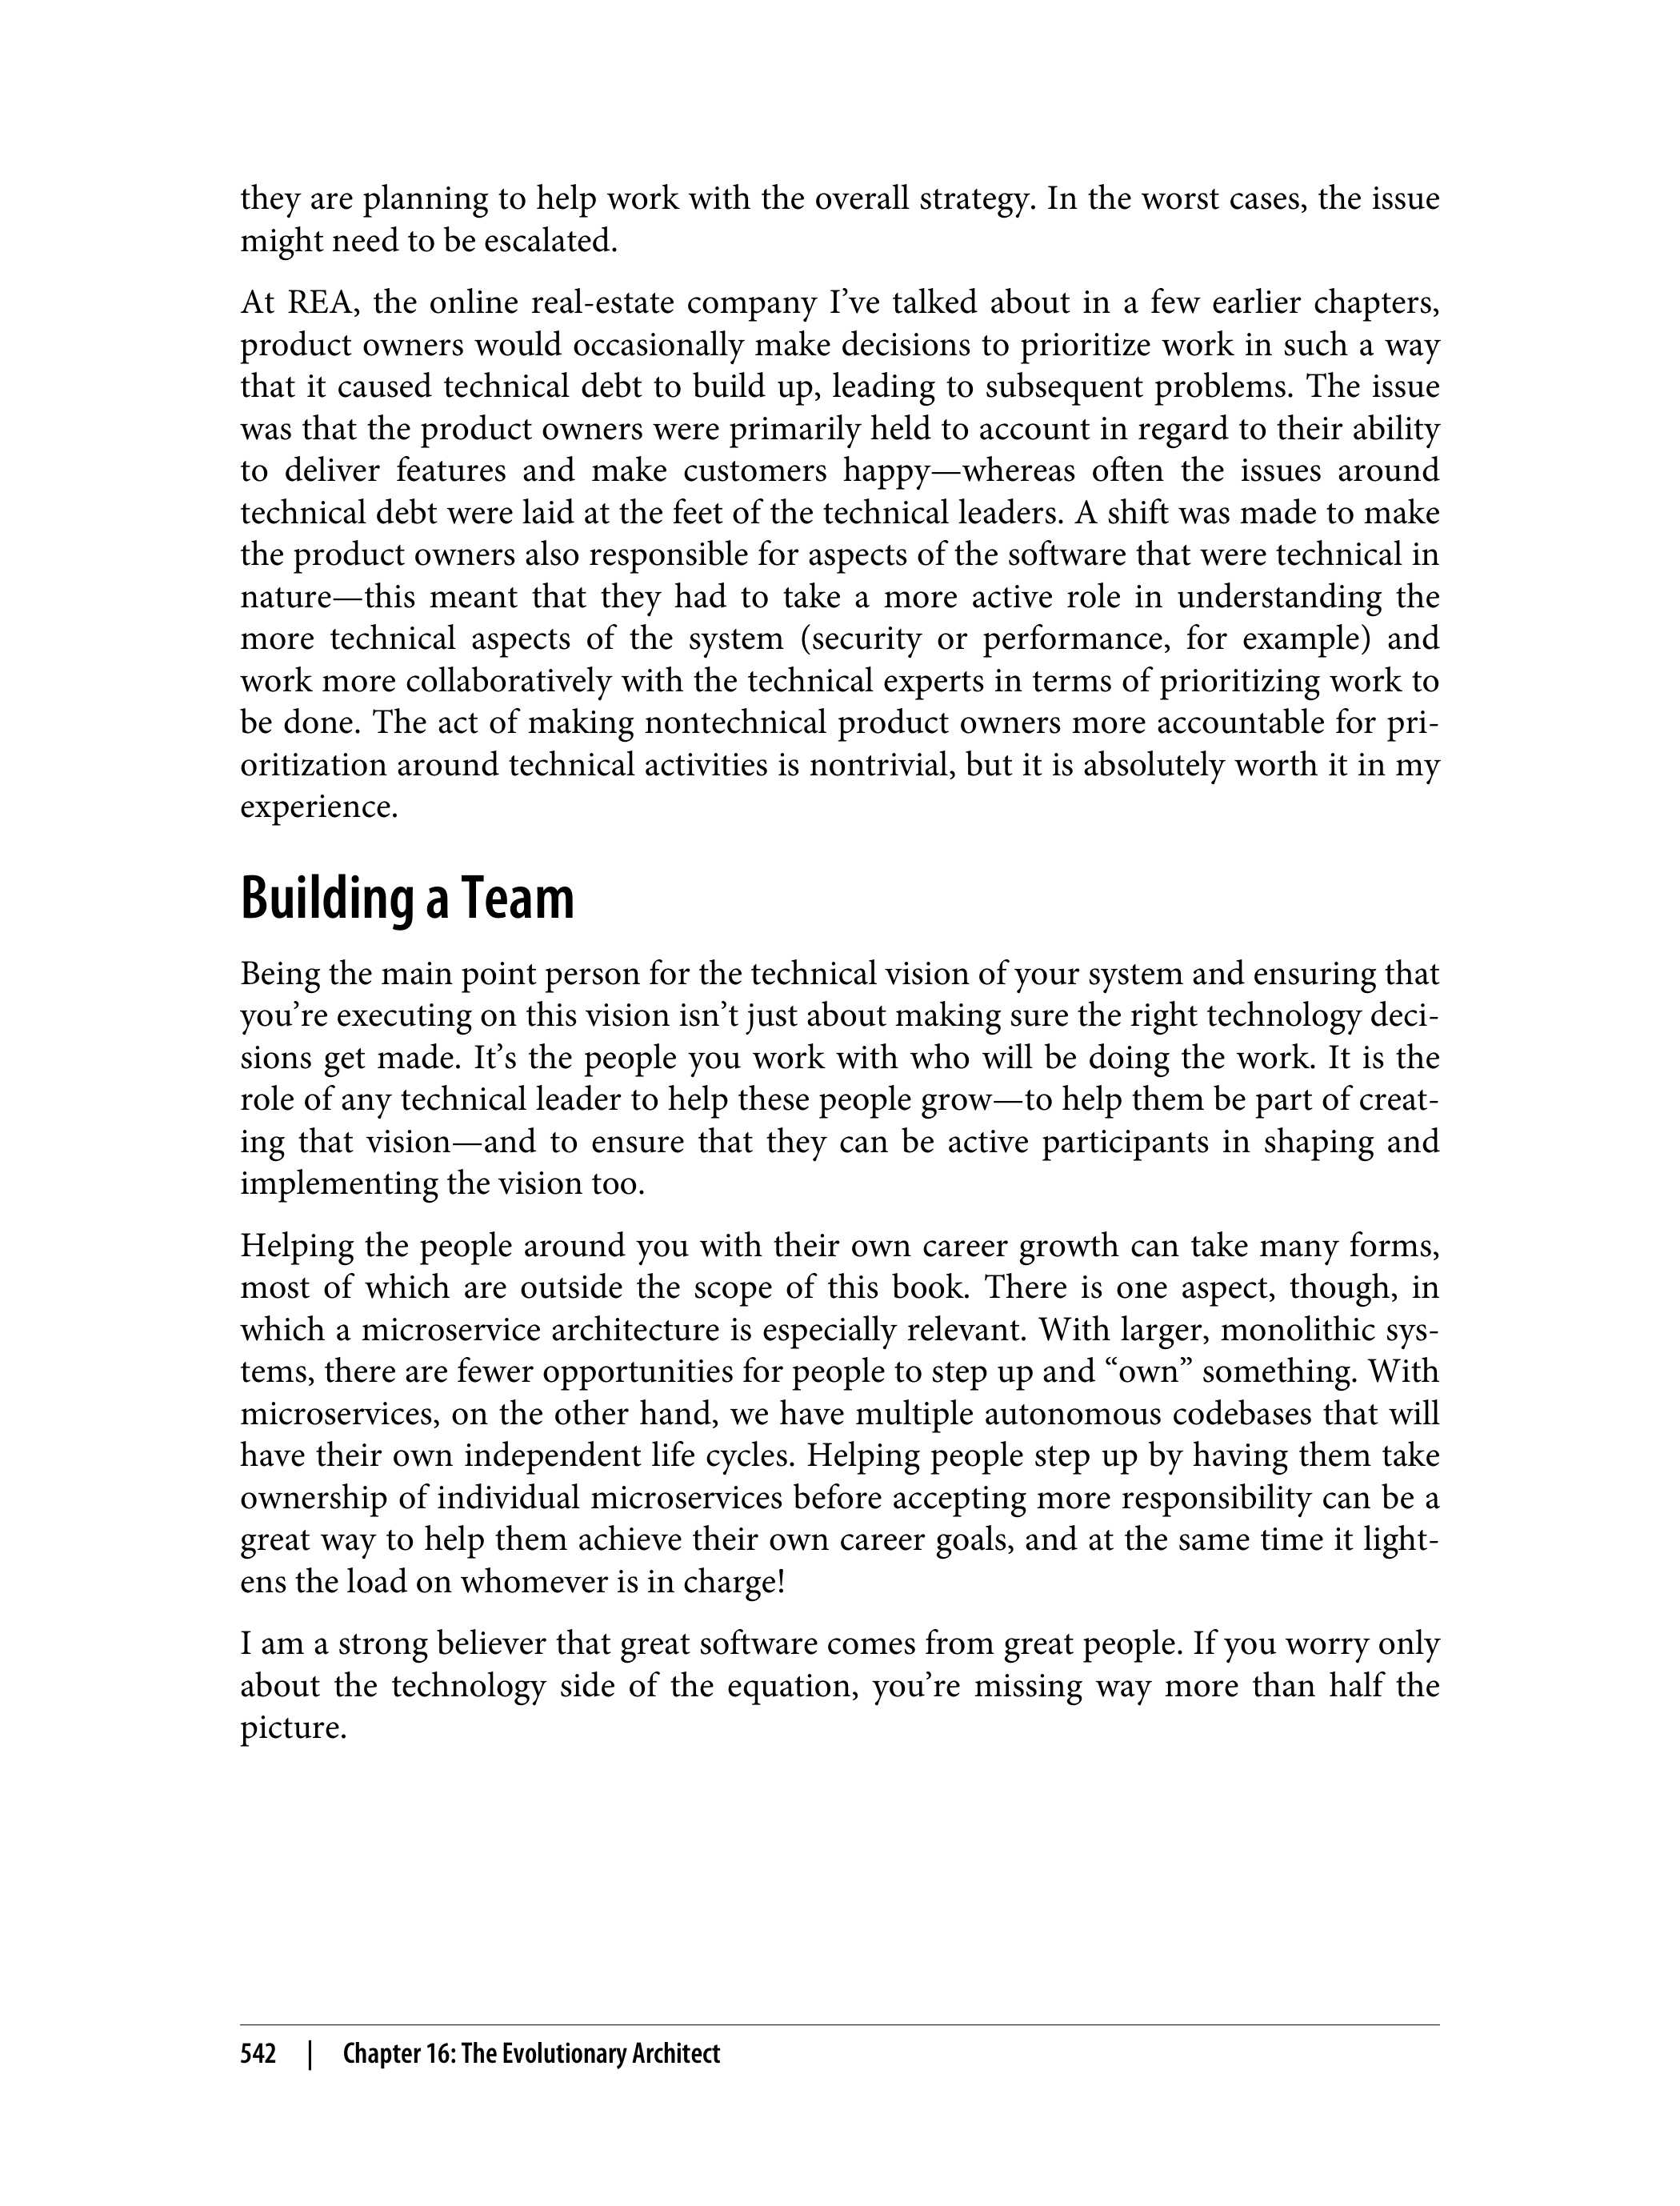 they are planning to help work with the overall strategy. In the worst cases, the issue
might need to be escalated.
At REA, the online real-estate company I’ve talked about in a few earlier chapters,
product owners would occasionally make decisions to prioritize work in such a way
that it caused technical debt to build up, leading to subsequent problems. The issue
was that the product owners were primarily held to account in regard to their ability
to deliver features and make customers happy—whereas often the issues around
technical debt were laid at the feet of the technical leaders. A shift was made to make
the product owners also responsible for aspects of the software that were technical in
nature—this meant that they had to take a more active role in understanding the
more technical aspects of the system (security or performance, for example) and
work more collaboratively with the technical experts in terms of prioritizing work to
be done. The act of making nontechnical product owners more accountable for pri-
oritization around technical activities is nontrivial, but it is absolutely worth it in my
experience.
Building a Team
Being the main point person for the technical vision of your system and ensuring that
you’re executing on this vision isn’t just about making sure the right technology deci-
sions get made. It’s the people you work with who will be doing the work. It is the
role of any technical leader to help these people grow—to help them be part of creat-
ing that vision—and to ensure that they can be active participants in shaping and
implementing the vision too.
Helping the people around you with their own career growth can take many forms,
most of which are outside the scope of this book. There is one aspect, though, in
which a microservice architecture is especially relevant. With larger, monolithic sys-
tems, there are fewer opportunities for people to step up and “own” something. With
microservices, on the other hand, we have multiple autonomous codebases that will
have their own independent life cycles. Helping people step up by having them take
ownership of individual microservices before accepting more responsibility can be a
great way to help them achieve their own career goals, and at the same time it light-
ens the load on whomever is in charge!
I am a strong believer that great software comes from great people. If you worry only
about the technology side of the equation, you’re missing way more than half the
picture.
542 | Chapter 16: The Evolutionary Architect